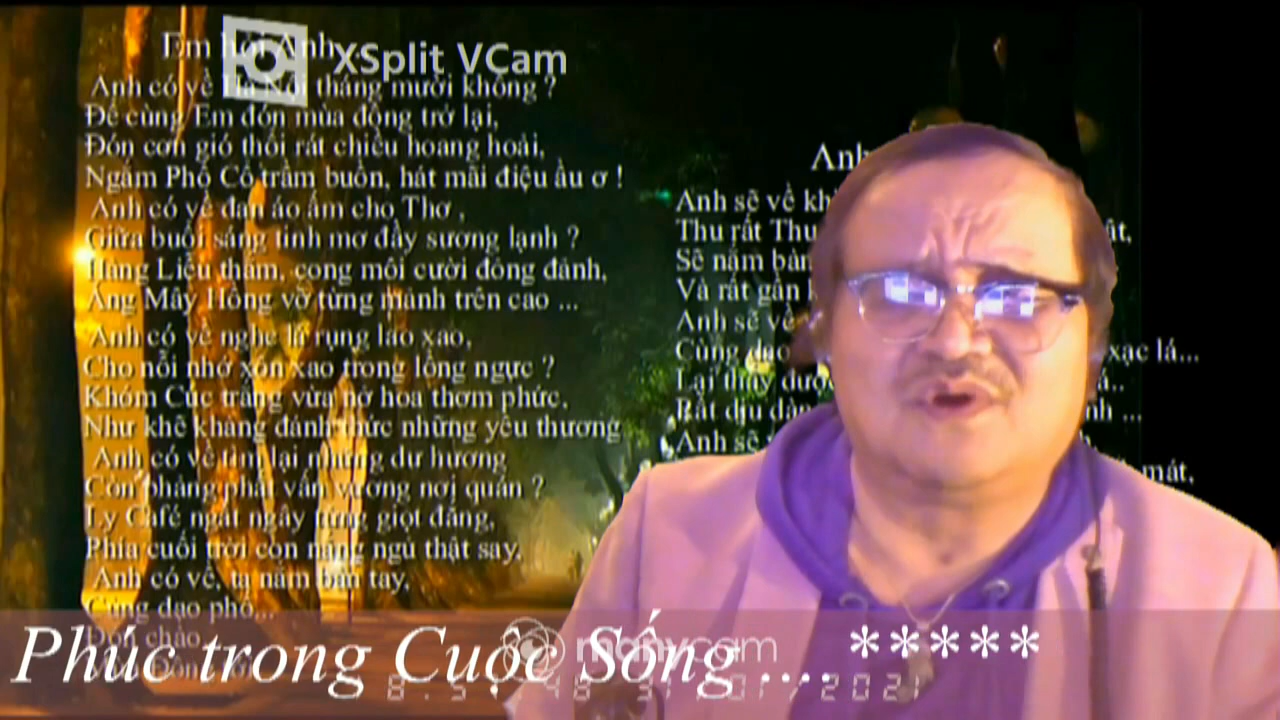 Em hỏi Anh
XSplit VCam
Anh có về Hà Nội tháng mười không ?
Để cùng Em đón mùa đông trở lại,
Đón cơn gió thổi rát chiều hoang hoải,
Ngắm Phố Cổ trầm buồn, hát mãi điệu ầu ơ !
Anh có về đan áo ấm cho Thơ ,
Giữa buổi sáng tinh mơ đầy sương lạnh ?
Hàng Liễu thắm, cong môi cười đỏng đảnh,
Áng Mây Hồng vỡ từng mảnh trên cao ...
Anh có về nghe lá rụng lao xao,
Cho nỗi nhớ xốn xao trong lồng ngực ?
Khóm Cúc trắng vừa nở hoa thơm phức,
Như khẽ khàng đánh thức những yêu thương
Anh có về tìm lại những dư hương
Còn phảng phất vấn vương nơi quán ?
Ly Café ngất ngây từng giọt đắng,
Phía cuối trời còn nắng ngủ thật say,
Anh có về, ta nắm bàn tay,
Cùng dạo phố...
Đón chào
Anh
Anh sẽ về
Thu rất Thu
Sẽ nắm bàn
Và rất gần
Anh sẽ về
Cùng dạo xạc lá...
Lại thấy được
Rất dịu dàn
Anh sẽ
mát,
Phúc trong Cuộc Sống .... *****
manycam